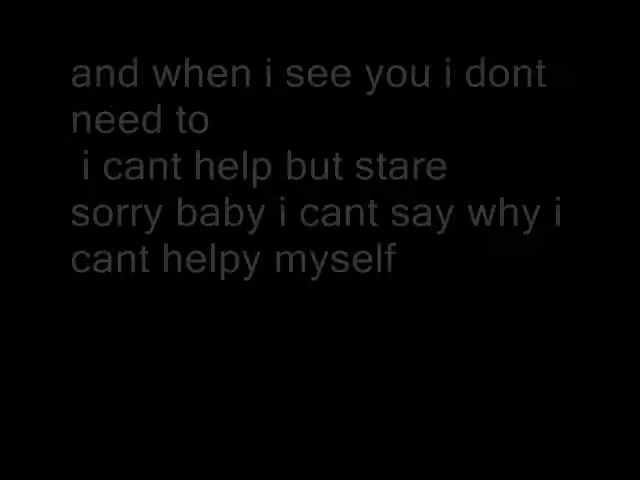 and when i see you i dont
need to
i cant help but stare
sorry baby i cant say why i
cant helpy myself